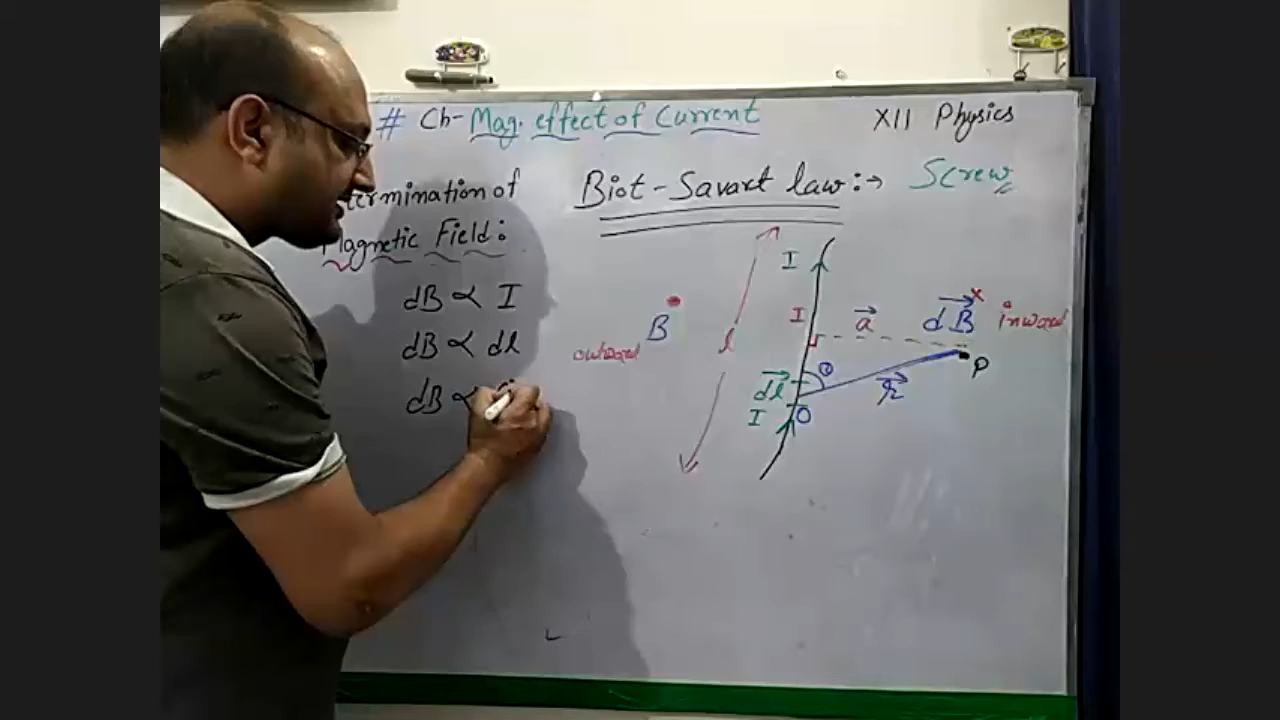 # Ch- Mag. effect of Current
XII Physics
termination of
Magnetic Field:
Biot-Savart law:→
Screw
dB ∝ I
dB ∝ dl
dB ∝
B
outward
l
I
I
a⃗
dB⃗
x
inward
P
θ
r⃗
dl⃗
I
O